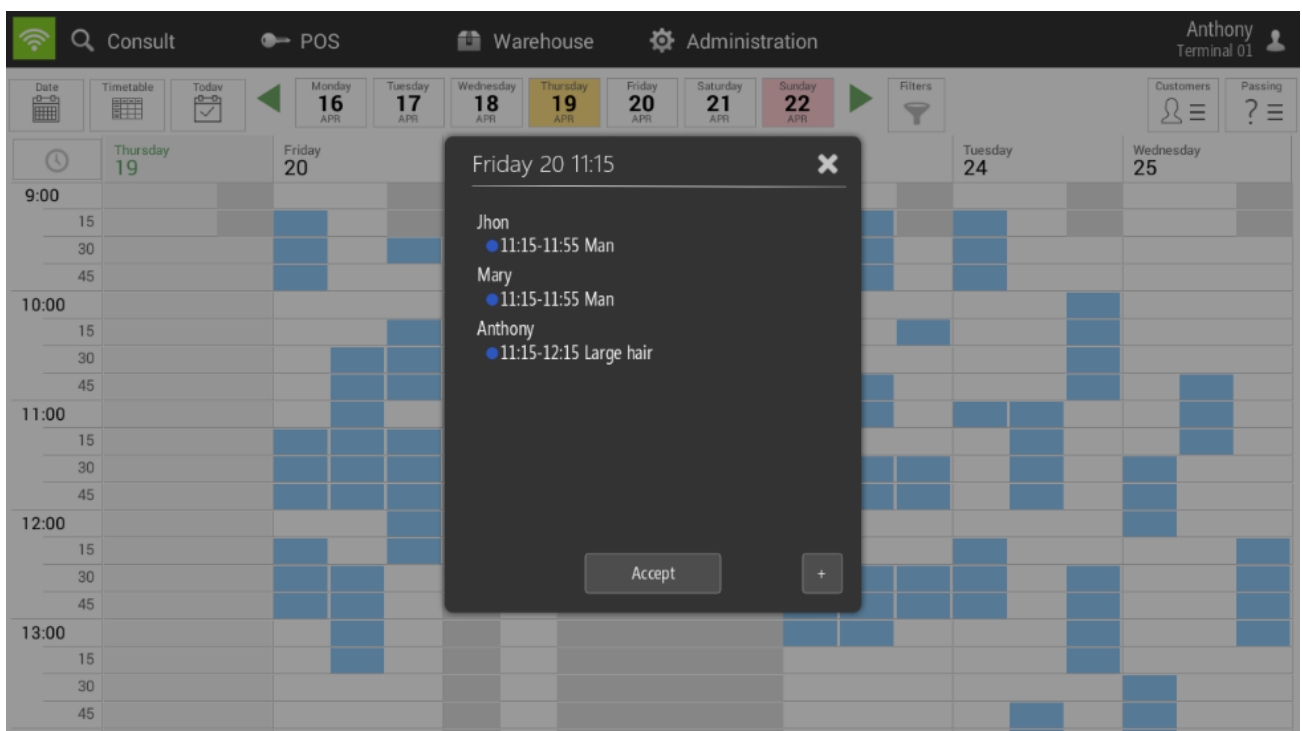 Consult
POS
Warehouse
Administration
Anthony
Terminal 01
Date
Timetable
Today
Monday
16
APR
Tuesday
17
APR
Wednesday
18
APR
Thursday
19
APR
Friday
20
APR
Saturday
21
APR
Sunday
22
APR
Filters
Customers
Passing
?
Thursday
19
Friday
20
Tuesday
24
Wednesday
25
Friday 20 11:15
Jhon
11:15-11:55 Man
Mary
11:15-11:55 Man
Anthony
11:15-12:15 Large hair
Accept
+
9:00
15
30
45
10:00
15
30
45
11:00
15
30
45
12:00
15
30
45
13:00
15
30
45